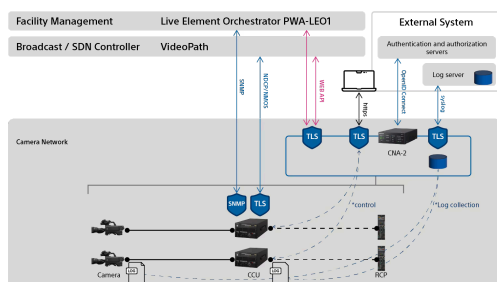 Facility Management Live Element Orchestrator PWA-LEO1
External System
Broadcast / SDN Controller VideoPath
Authentication and authorization
servers
Log server
SNMP
NDCP/NMOS
WEB API
https
OpenID Connect
syslog
Camera Network
TLS
TLS
TLS
CNA-2
SNMP
TLS
*control
*Log collection
LOG
LOG
Camera
CCU
RCP